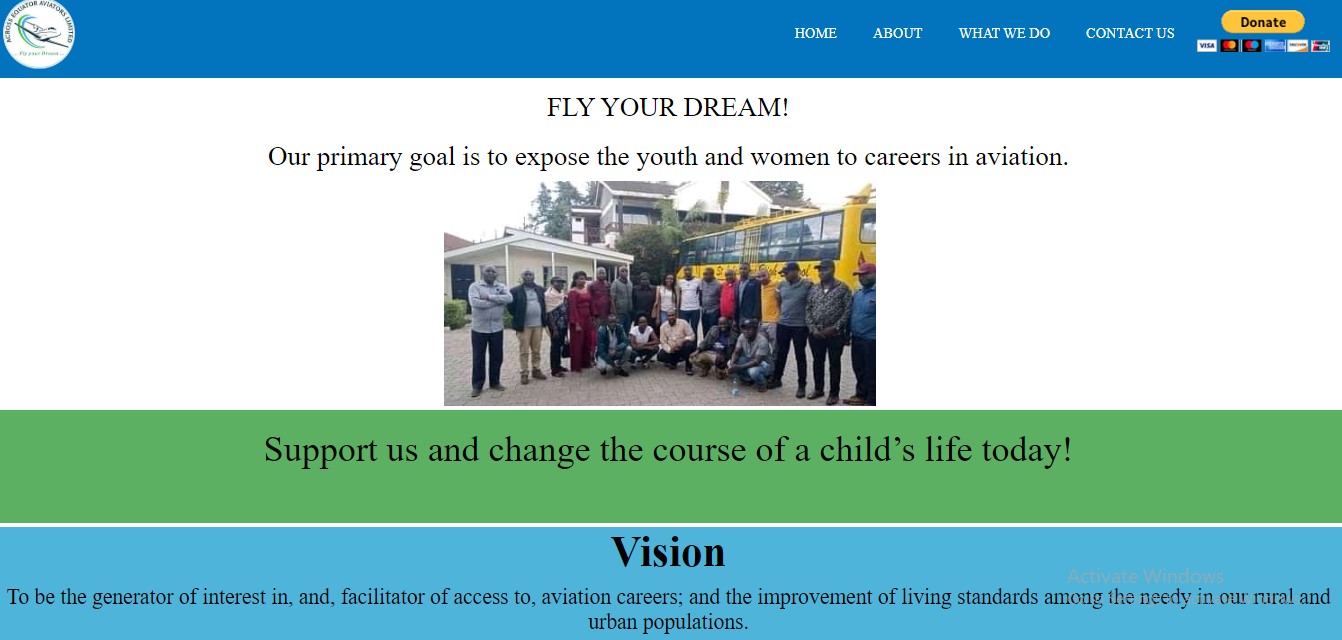 ACROSS EQUATOR AVIATORS LIMITED
...Fly your Dream...
HOME
ABOUT
WHAT WE DO
CONTACT US
Donate
VISA
FLY YOUR DREAM!
Our primary goal is to expose the youth and women to careers in aviation.
Support us and change the course of a child’s life today!
Vision
Activate Windows
To be the generator of interest in, and, facilitator of access to, aviation careers; and the improvement of living standards among the needy in our rural and
urban populations.